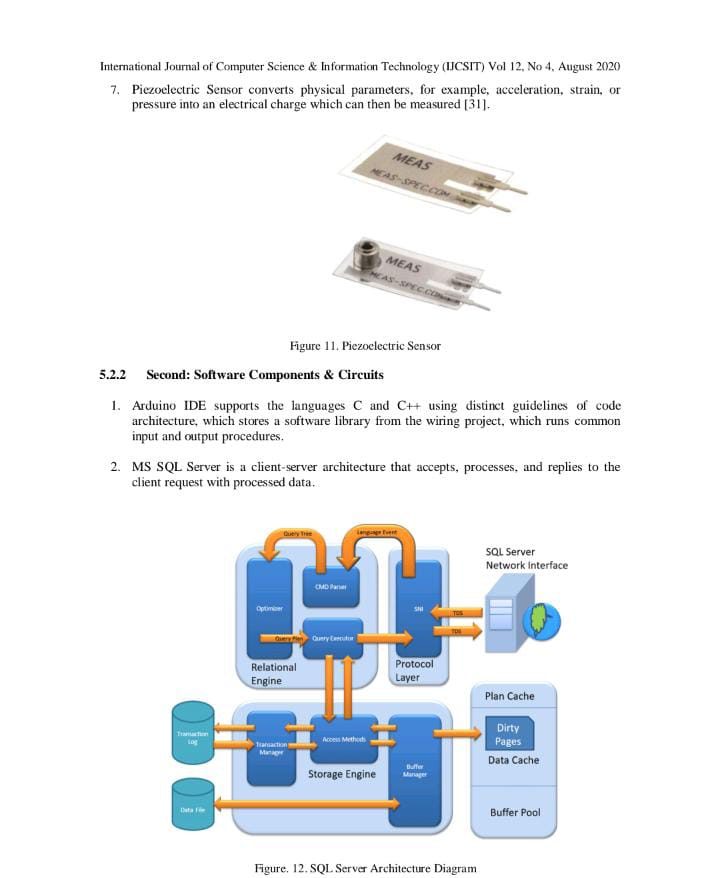 International Journal of Computer Science & Information Technology (IJCSIT) Vol 12, No 4, August 2020
7. Piezoelectric Sensor converts physical parameters, for example, acceleration, strain, or
pressure into an electrical charge which can then be measured [31].
MEAS
MEAS-SPEC.COM
MEAS
MEAS-SPEC.COM
Figure 11. Piezoelectric Sensor
5.2.2 Second: Software Components & Circuits
1. Arduino IDE supports the languages C and C++ using distinct guidelines of code
architecture, which stores a software library from the wiring project, which runs common
input and output procedures.
2. MS SQL Server is a client-server architecture that accepts, processes, and replies to the
client request with processed data.
Query Tree
Language Event
SQL Server
Network Interface
CMD Parser
Optimizer
SNI
TDS
TDS
Query Plan
Query Executor
Relational
Engine
Protocol
Layer
Plan Cache
Transaction
Log
Transaction
Manager
Access Methods
Dirty
Pages
Data Cache
Storage Engine
Buffer
Manager
Data File
Buffer Pool
Figure. 12. SQL Server Architecture Diagram